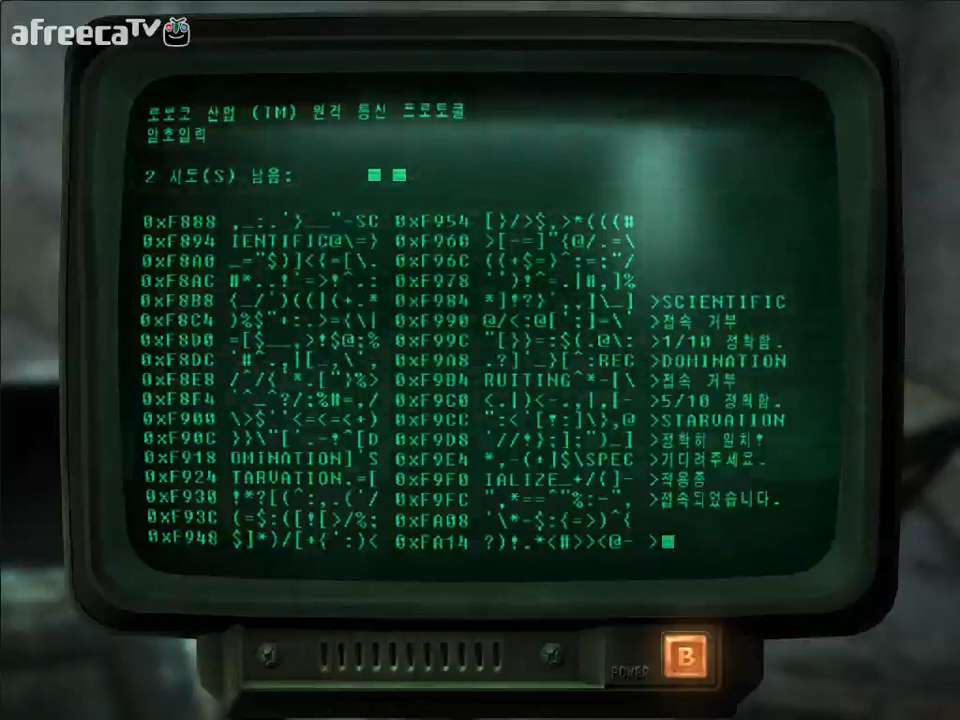 afreecaTV
로보코 산업 (TM) 원격 통신 프로토콜
암호입력
2 시도(S) 남음: ■ ■
0xF888 ,_:.'}__"-SC 0xF954 [}/>$,>*(((#
0xF894 IENTIFIC@\=} 0xF960 >[-=]"{@/.=\
0xF8A0 _="$)]<{=[\. 0xF96C ((+$=}^:=:"/
0xF8AC #*..!'=>!^.: 0xF978 '`)!^=.|#,]%
0xF8B8 {_/`)((|(+.* 0xF984 *]!?}',.]\_] >SCIENTIFIC
0xF8C4 )%$"+:.>={\| 0xF990 @/<:@[':]=\' >접속 거부
0xF8D0 =[$__,>!$@:% 0xF99C "[}}=:$(.@\: >1/10 정확함.
0xF8DC '#^.,|[_,\', 0xF9A8 .?]`_}[^:REC >DOMINATION
0xF8E8 /^/{ *.["}%> 0xF9B4 RUITING^*-[\ >접속 거부
0xF8F4 '^_^?/:%#=,/ 0xF9C0 <.|)<-.,|,[- >5/10 정확함.
0xF900 \>$''<=<=<+) 0xF9CC ":<'[!:]\},@ >STARVATION
0xF90C }}\"['.-!^[D 0xF9D8 '//!}:]:")_] >정확히 일치!
0xF918 OMINATION]'S 0xF9E4 *,-(+]$\SPEC >기다려주세요.
0xF924 TARVATION.=[ 0xF9F0 IALIZE_+/(]- >적용중
0xF930 !*?[(^:,.('/ 0xF9FC ",*==^"%:-", >접속되었습니다.
0xF93C (=$:([![>/%: 0xFA08 '\*-$:{=>)^{
0xF948 $]*)/[+{':)< 0xFA14 ?)!.*<#>><@- >■
POWER
B